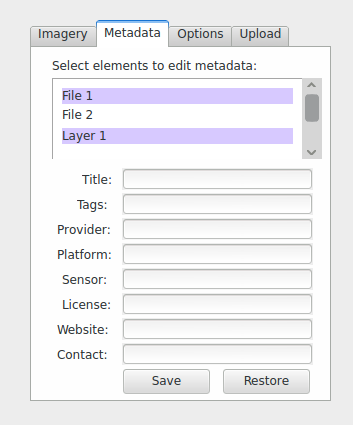 Imagery Metadata Options Upload
Select elements to edit metadata:
File 1
File 2
Layer 1
Title:
Tags:
Provider:
Platform:
Sensor:
License:
Website:
Contact:
Save Restore